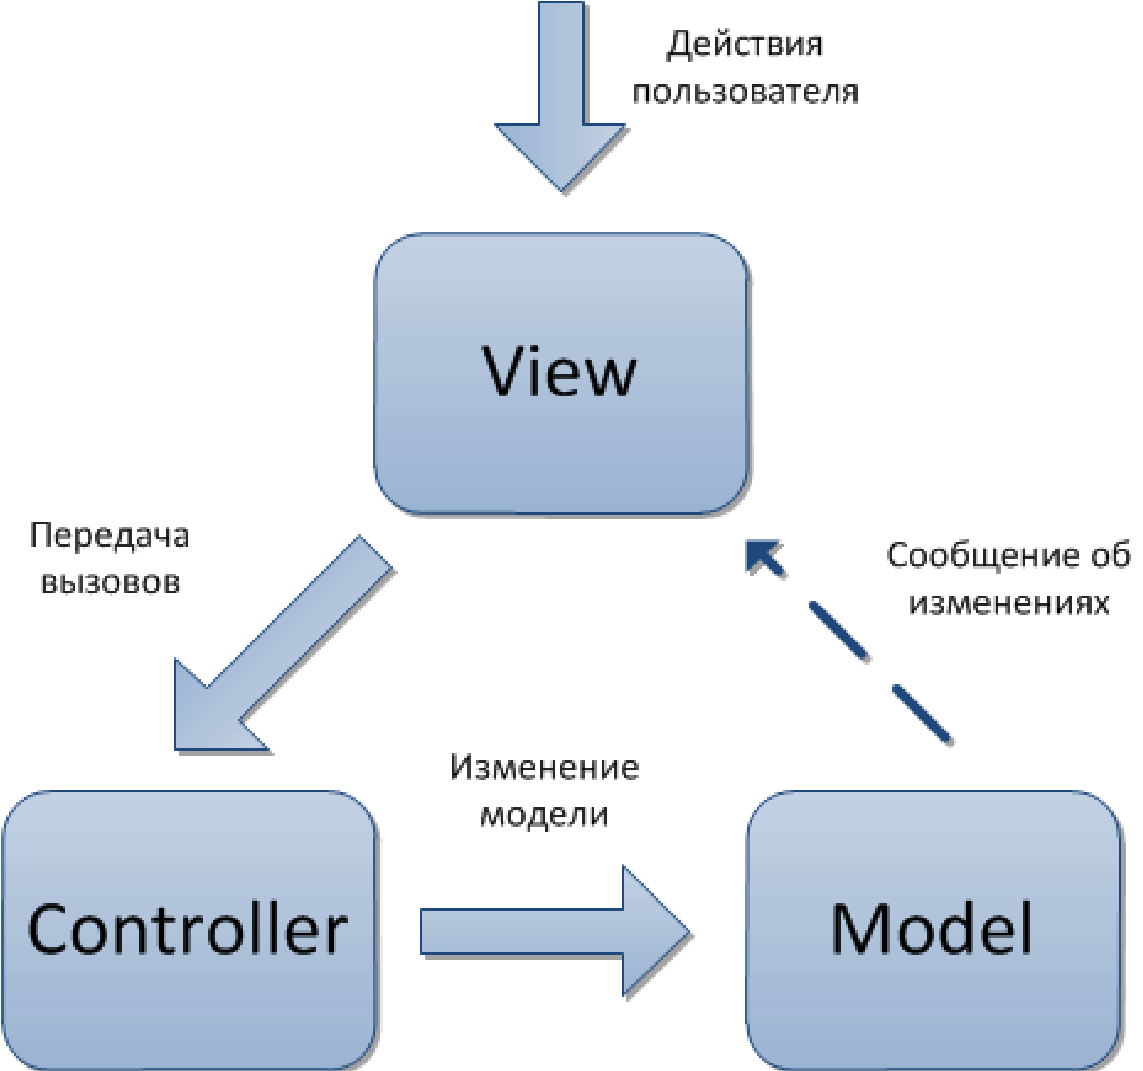 Действия
пользователя
View
Передача
вызовов
Сообщение об
изменениях
Изменение
модели
Controller
Model